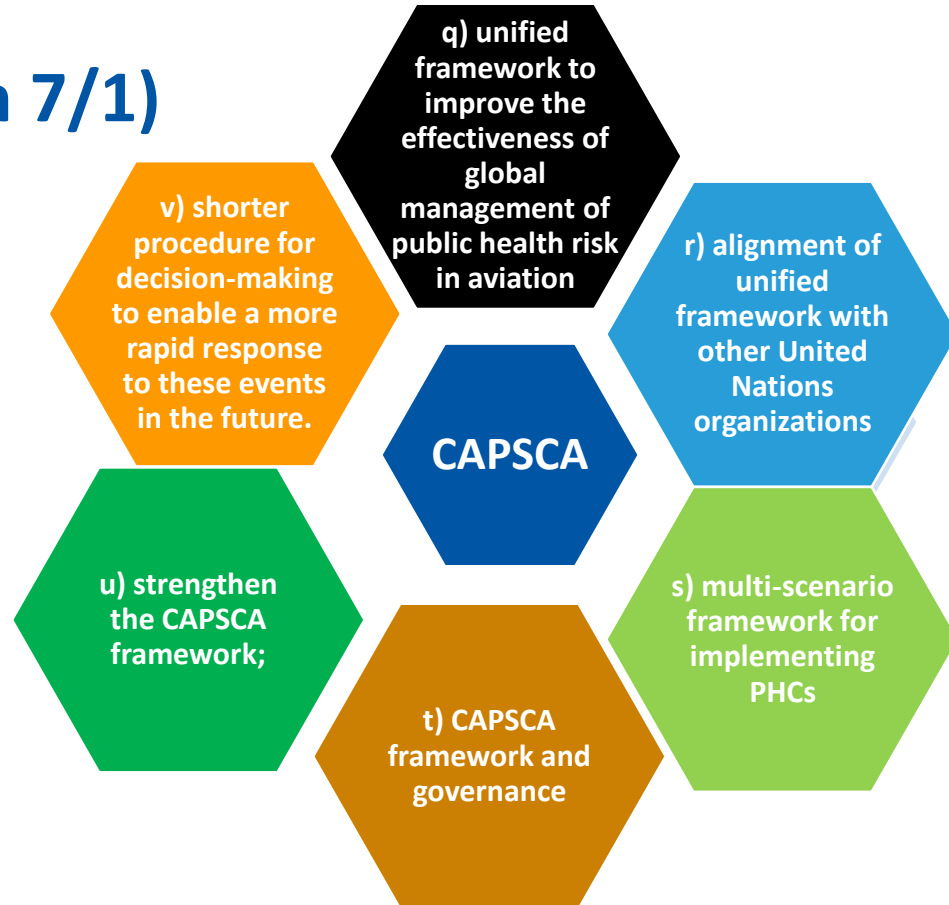 n 7/1)
q) unified
framework to
improve the
effectiveness of
global
management of
public health risk
in aviation
r) alignment of
unified
framework with
other United
Nations
organizations
s) multi-scenario
framework for
implementing
PHCs
t) CAPSCA
framework and
governance
u) strengthen
the CAPSCA
framework;
v) shorter
procedure for
decision-making
to enable a more
rapid response
to these events
in the future.
CAPSCA